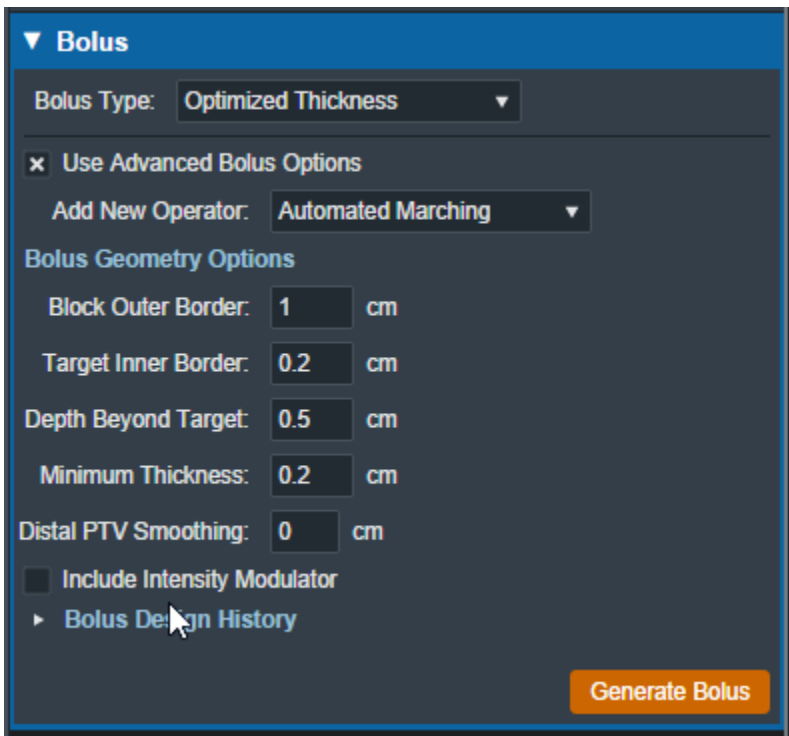 Bolus
Bolus Type: Optimized Thickness
Use Advanced Bolus Options
Add New Operator: Automated Marching
Bolus Geometry Options
Block Outer Border: 1 cm
Target Inner Border: 0.2 cm
Depth Beyond Target: 0.5 cm
Minimum Thickness: 0.2 cm
Distal PTV Smoothing: 0 cm
Include Intensity Modulator
Bolus Design History
Generate Bolus